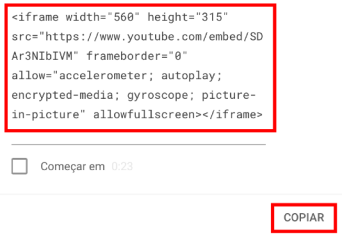 <iframe width="560" height="315"
src="https://www.youtube.com/embed/SD
Ar3NIbIVM" frameborder="0"
allow="accelerometer; autoplay;
encrypted-media; gyroscope; picture-
in-picture" allowfullscreen></iframe>
Começar em 0:23
COPIAR